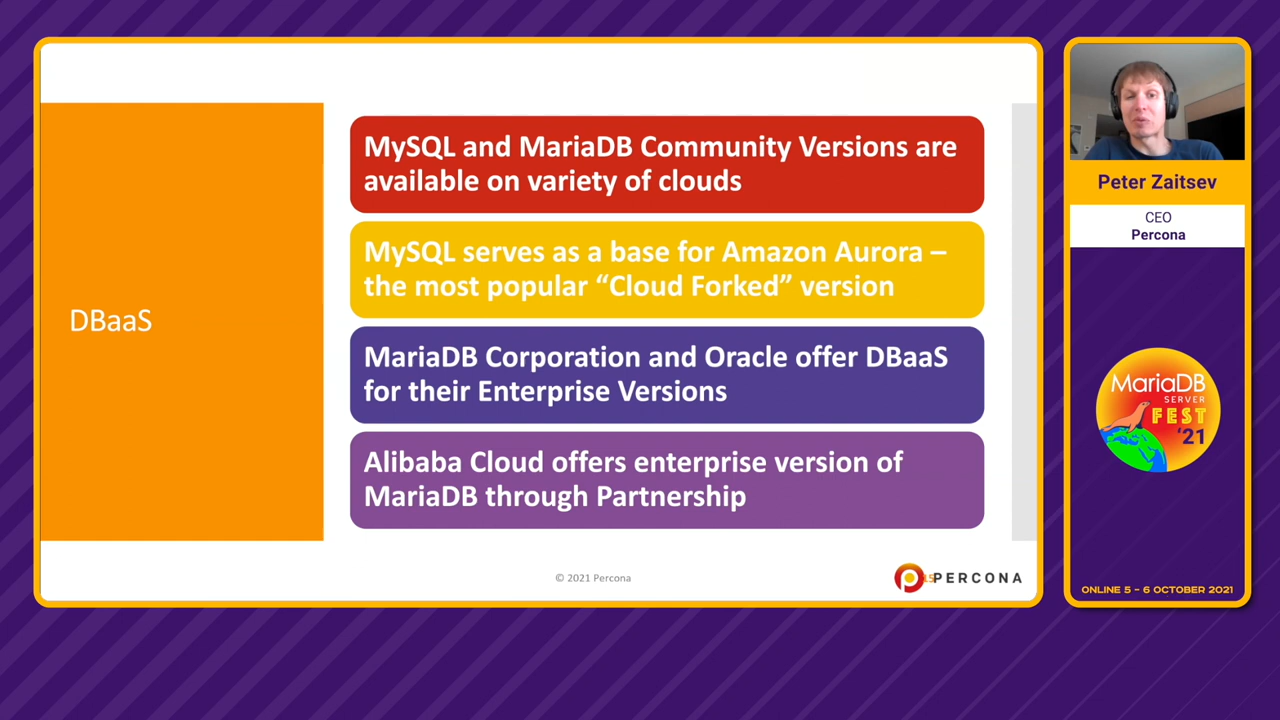 DBaaS
MySQL and MariaDB Community Versions are
available on variety of clouds
MySQL serves as a base for Amazon Aurora –
the most popular “Cloud Forked” version
MariaDB Corporation and Oracle offer DBaaS
for their Enterprise Versions
Alibaba Cloud offers enterprise version of
MariaDB through Partnership
© 2021 Percona
PERCONA
Peter Zaitsev
CEO
Percona
MariaDB
SERVER
FEST
‘21
ONLINE 5 – 6 OCTOBER 2021